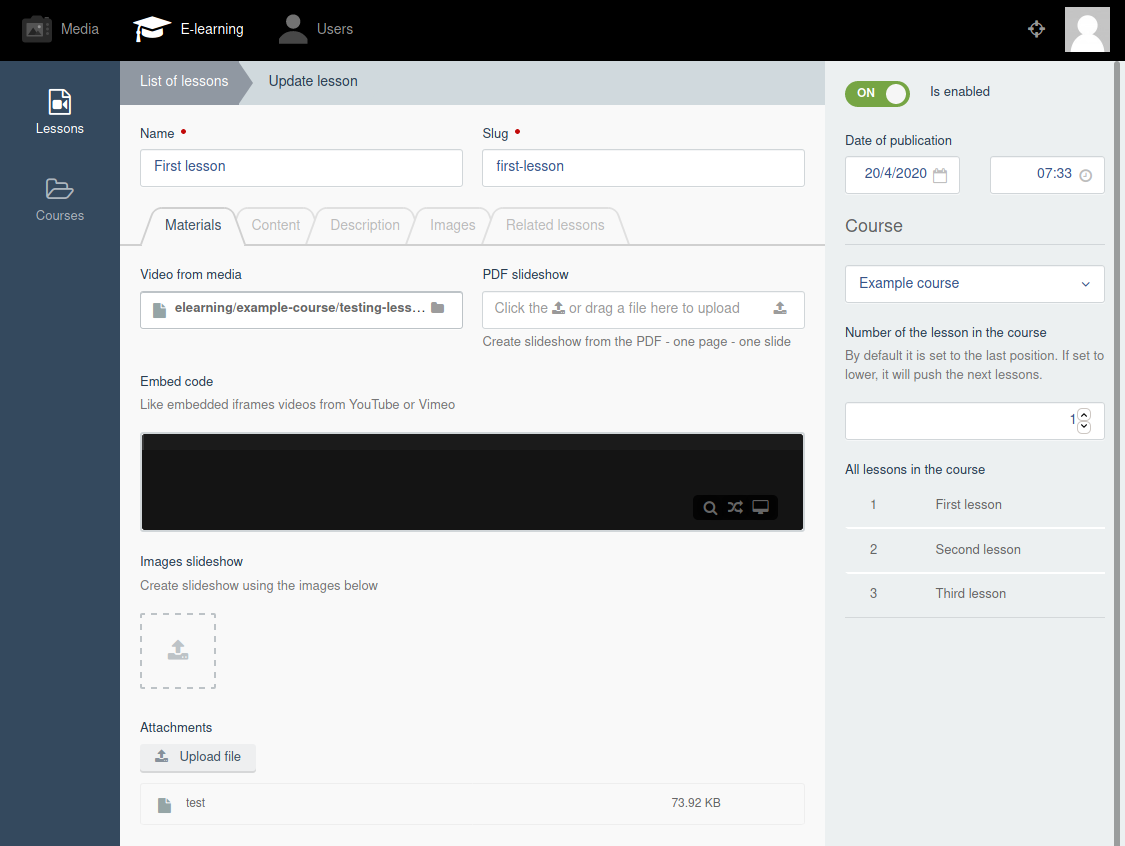 Media
E-learning
Users
Lessons
Courses
List of lessons
Update lesson
Name
Slug
First lesson
first-lesson
Materials
Content
Description
Images
Related lessons
Video from media
PDF slideshow
elearning/example-course/testing-less...
Click the or drag a file here to upload
Create slideshow from the PDF - one page - one slide
Embed code
Like embedded iframes videos from YouTube or Vimeo
Images slideshow
Create slideshow using the images below
Attachments
Upload file
test 73.92 KB
ON
Is enabled
Date of publication
20/4/2020
07:33
Course
Example course
Number of the lesson in the course
By default it is set to the last position. If set to
lower, it will push the next lessons.
1
All lessons in the course
1 First lesson
2 Second lesson
3 Third lesson